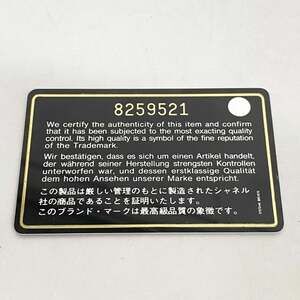 8259521
We certify the authenticity of this item and confirm
that it has been subjected to the most exacting quality
control. Its high quality is a symbol of the fine reputation
of the Trademark.
Wir bestätigen, dass es sich um einen Artikel handelt,
der während seiner Herstellung strengsten Kontrollen
unterworfen war, und dessen erstklassige Qualität
dem hohen Ansehen unserer Marke entspricht.
この製品は厳しい管理のもとに製造されたシャネル
社の商品であることを証明いたします。
このブランド・マークは最高級品質の象徴です。